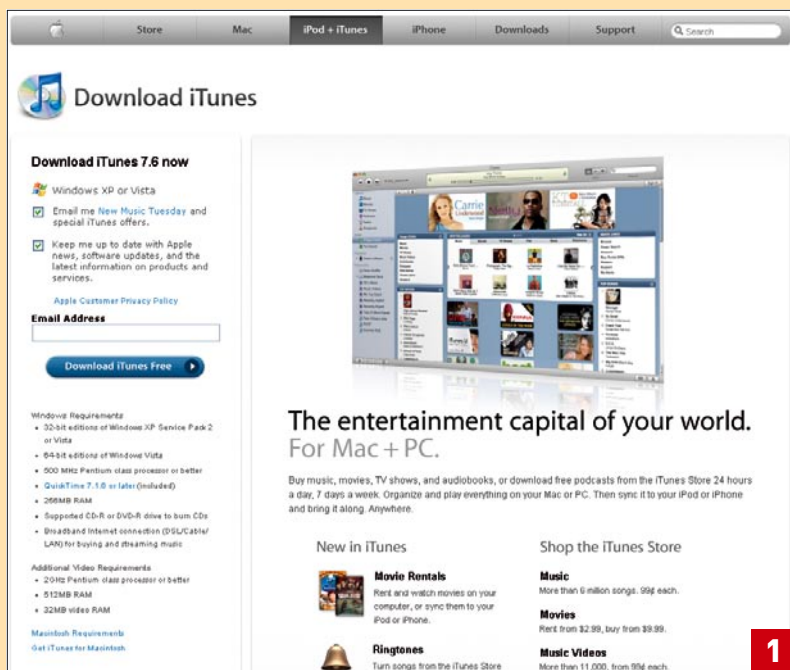 Store Mac iPod + iTunes iPhone Downloads Support Search
Download iTunes
Download iTunes 7.6 now
Windows XP or Vista
Email me New Music Tuesday and
special iTunes offers.
Keep me up to date with Apple
news, software updates, and the
latest information on products and
services.
Apple Customer Privacy Policy
Email Address
Download iTunes Free
Windows Requirements
• 32-bit editions of Windows XP Service Pack 2
or Vista
• 64-bit editions of Windows Vista
• 500 MHz Pentium class processor or better
• QuickTime 7.1.6 or later (included)
• 256MB RAM
• Supported CD-R or DVD-R drive to burn CDs
• Broadband Internet connection (DSL/Cable/
LAN) for buying and streaming music
Additional Video Requirements
• 2GHz Pentium class processor or better
• 512MB RAM
• 32MB video RAM
Macintosh Requirements
Get iTunes for Macintosh
Carrie
Underwood
The entertainment capital of your world.
For Mac + PC.
Buy music, movies, TV shows, and audiobooks, or download free podcasts from the iTunes Store 24 hours
a day, 7 days a week. Organize and play everything on your Mac or PC. Then sync it to your iPod or iPhone
and bring it along. Anywhere.
New in iTunes
Movie Rentals
Rent and watch movies on your
computer, or sync them to your
iPod or iPhone.
Ringtones
Turn songs from the iTunes Store
Shop the iTunes Store
Music
More than 6 million songs. 99¢ each.
Movies
Rent from $2.99, buy from $9.99.
Music Videos
More than 11,000, from 99¢ each.
1